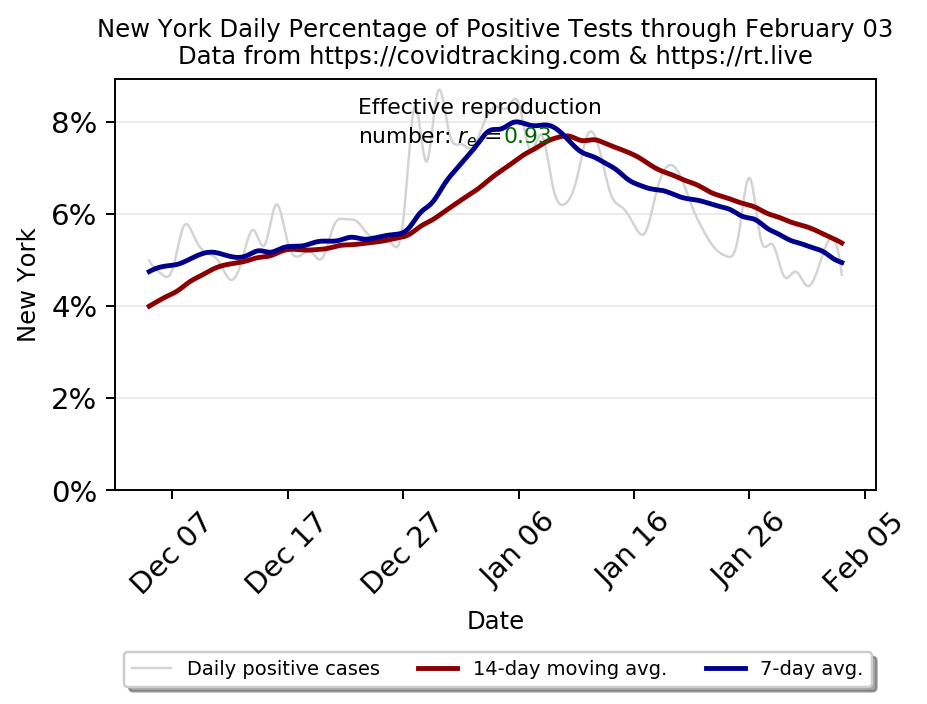 New York Daily Percentage of Positive Tests through February 03
Data from https://covidtracking.com & https://rt.live
Effective reproduction
number: re = 0.93
8%
6%
4%
2%
0%
New York
Dec 07
Dec 17
Dec 27
Jan 06
Jan 16
Jan 26
Feb 05
Date
Daily positive cases
14-day moving avg.
7-day avg.